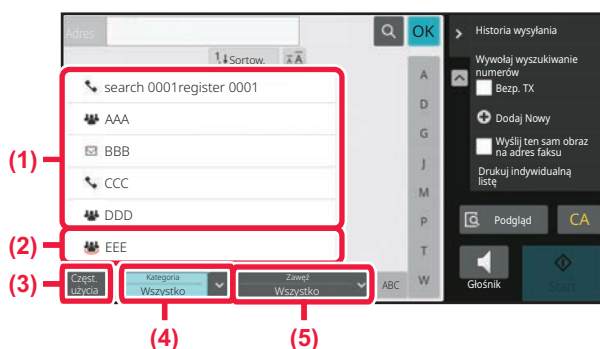 Adres
OK
Historia wysyłania
Sortow.
Wywołaj wyszukiwanie
numerów
Bezp. TX
search 0001register 0001
A
AAA
D
Dodaj Nowy
G
BBB
Wyślij ten sam obraz
na adres faksu
(1)
J
CCC
Drukuj indywidualną
listę
M
DDD
P
Podgląd
CA
(2)
EEE
T
(3)
Częst.
użycia
Kategoria
Wszystko
Zawęź
Wszystko
ABC
W
Głośnik
Start
(4)
(5)